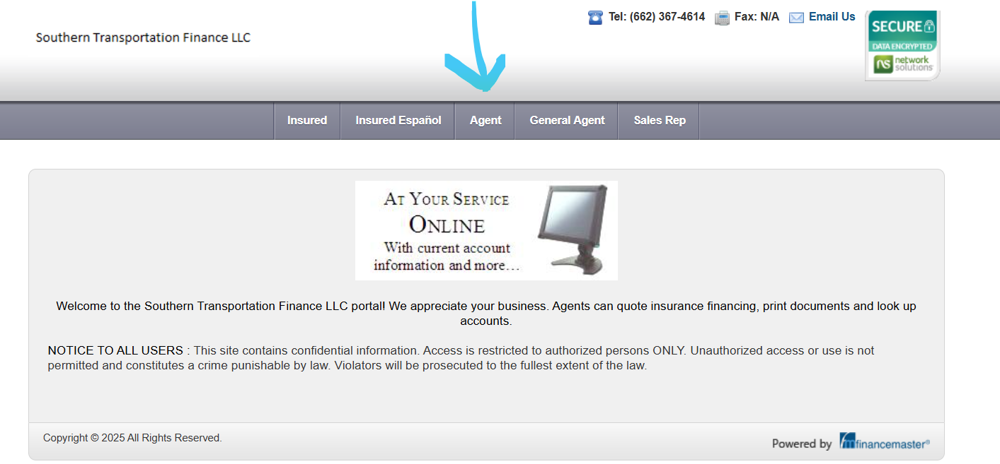 Southern Transportation Finance LLC
Tel: (662) 367-4614 Fax: N/A Email Us
SECURE
DATA ENCRYPTED
ns network solutions
Insured Insured Español Agent General Agent Sales Rep
At Your Service
Online
With current account
information and more…
Welcome to the Southern Transportation Finance LLC portal! We appreciate your business. Agents can quote insurance financing, print documents and look up
accounts.
NOTICE TO ALL USERS : This site contains confidential information. Access is restricted to authorized persons ONLY. Unauthorized access or use is not
permitted and constitutes a crime punishable by law. Violators will be prosecuted to the fullest extent of the law.
Copyright © 2025 All Rights Reserved.
Powered by fm financemaster®